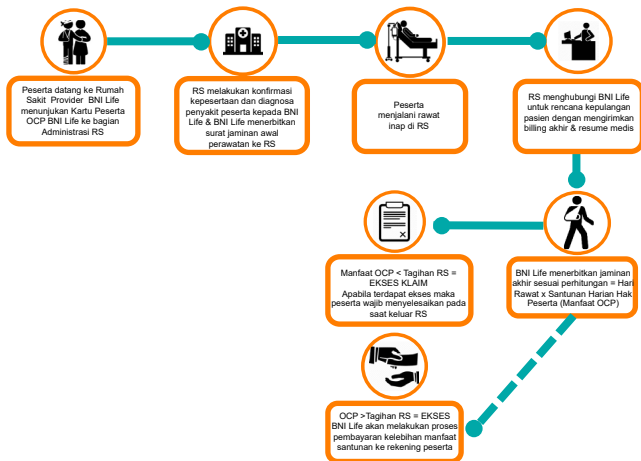 Peserta datang ke Rumah
Sakit Provider BNI Life
menunjukan Kartu Peserta
OCP BNI Life ke bagian
Administrasi RS
RS melakukan konfirmasi
kepesertaan dan diagnosa
penyakit peserta kepada BNI
Life & BNI Life menerbitkan
surat jaminan awal
perawatan ke RS
Peserta
menjalani rawat
inap di RS
RS menghubungi BNI Life
untuk rencana kepulangan
pasien dengan mengirimkan
billing akhir & resume medis
BNI Life menerbitkan jaminan
akhir sesuai perhitungan = Hari
Rawat x Santunan Harian Hak
Peserta (Manfaat OCP)
Manfaat OCP < Tagihan RS =
EKSES KLAIM
Apabila terdapat ekses maka
peserta wajib menyelesaikan pada
saat keluar RS
OCP >Tagihan RS = EKSES
BNI Life akan melakukan proses
pembayaran kelebihan manfaat
santunan ke rekening peserta